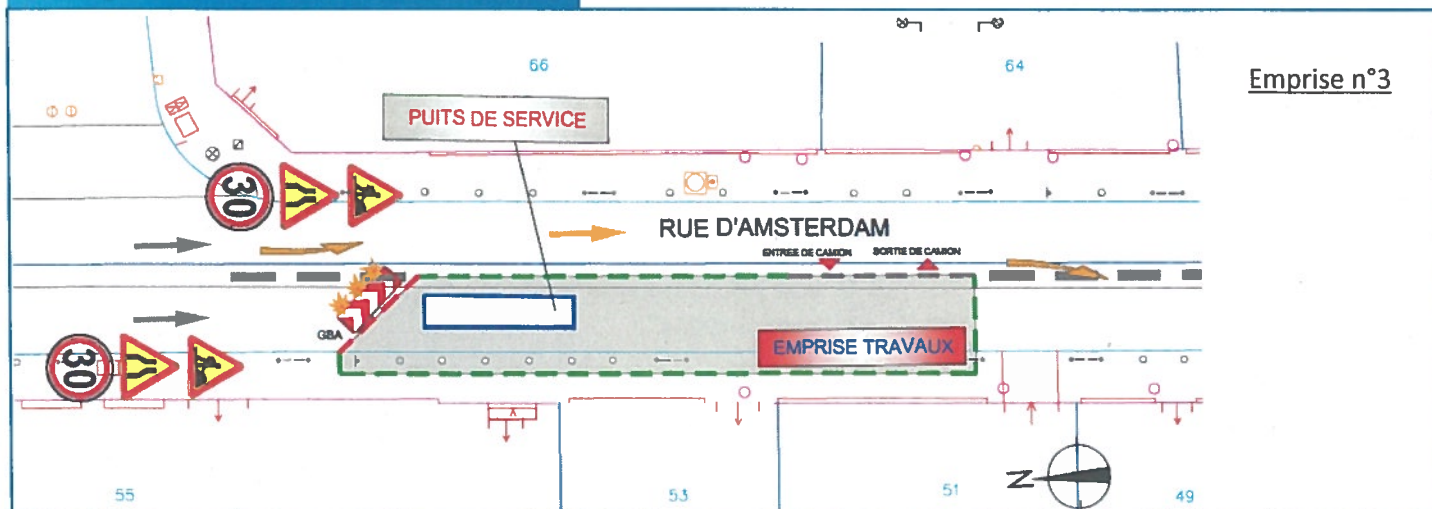 66
64
Emprise n°3
PUITS DE SERVICE
30
RUE D'AMSTERDAM
ENTREE DE CAMION
SORTIE DE CAMION
GBA
EMPRISE TRAVAUX
30
N
55
53
51
49